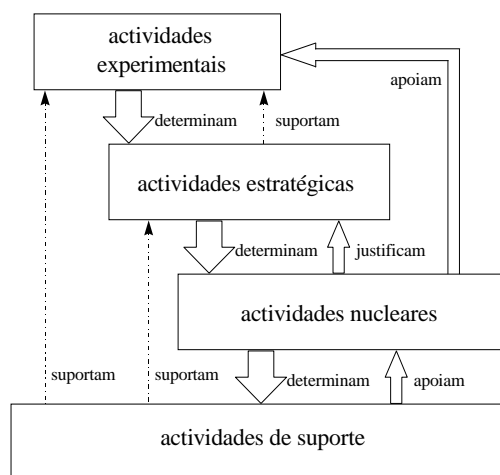 actividades
experimentais
apoiam
determinam
suportam
actividades estratégicas
determinam
justificam
actividades nucleares
suportam
suportam
determinam
apoiam
actividades de suporte